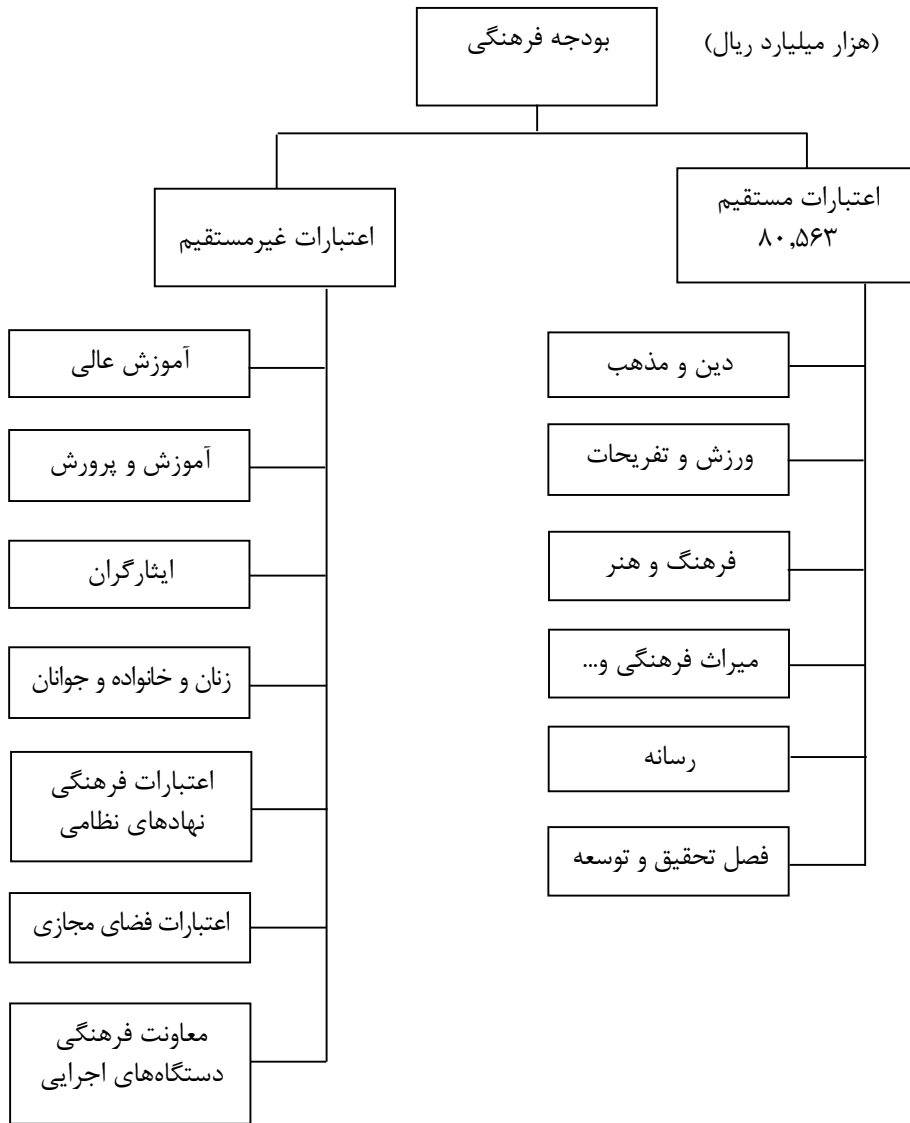 (هزار میلیارد ریال)
بودجه فرهنگی
اعتبارات مستقیم
۸۰,۵۶۳
دین و مذهب
ورزش و تفریحات
فرهنگ و هنر
میراث فرهنگی و...
رسانه
فصل تحقیق و توسعه
اعتبارات غیرمستقیم
آموزش عالی
آموزش و پرورش
ایثارگران
زنان و خانواده و جوانان
اعتبارات فرهنگی
نهادهای نظامی
اعتبارات فضای مجازی
معاونت فرهنگی
دستگاه‌های اجرایی